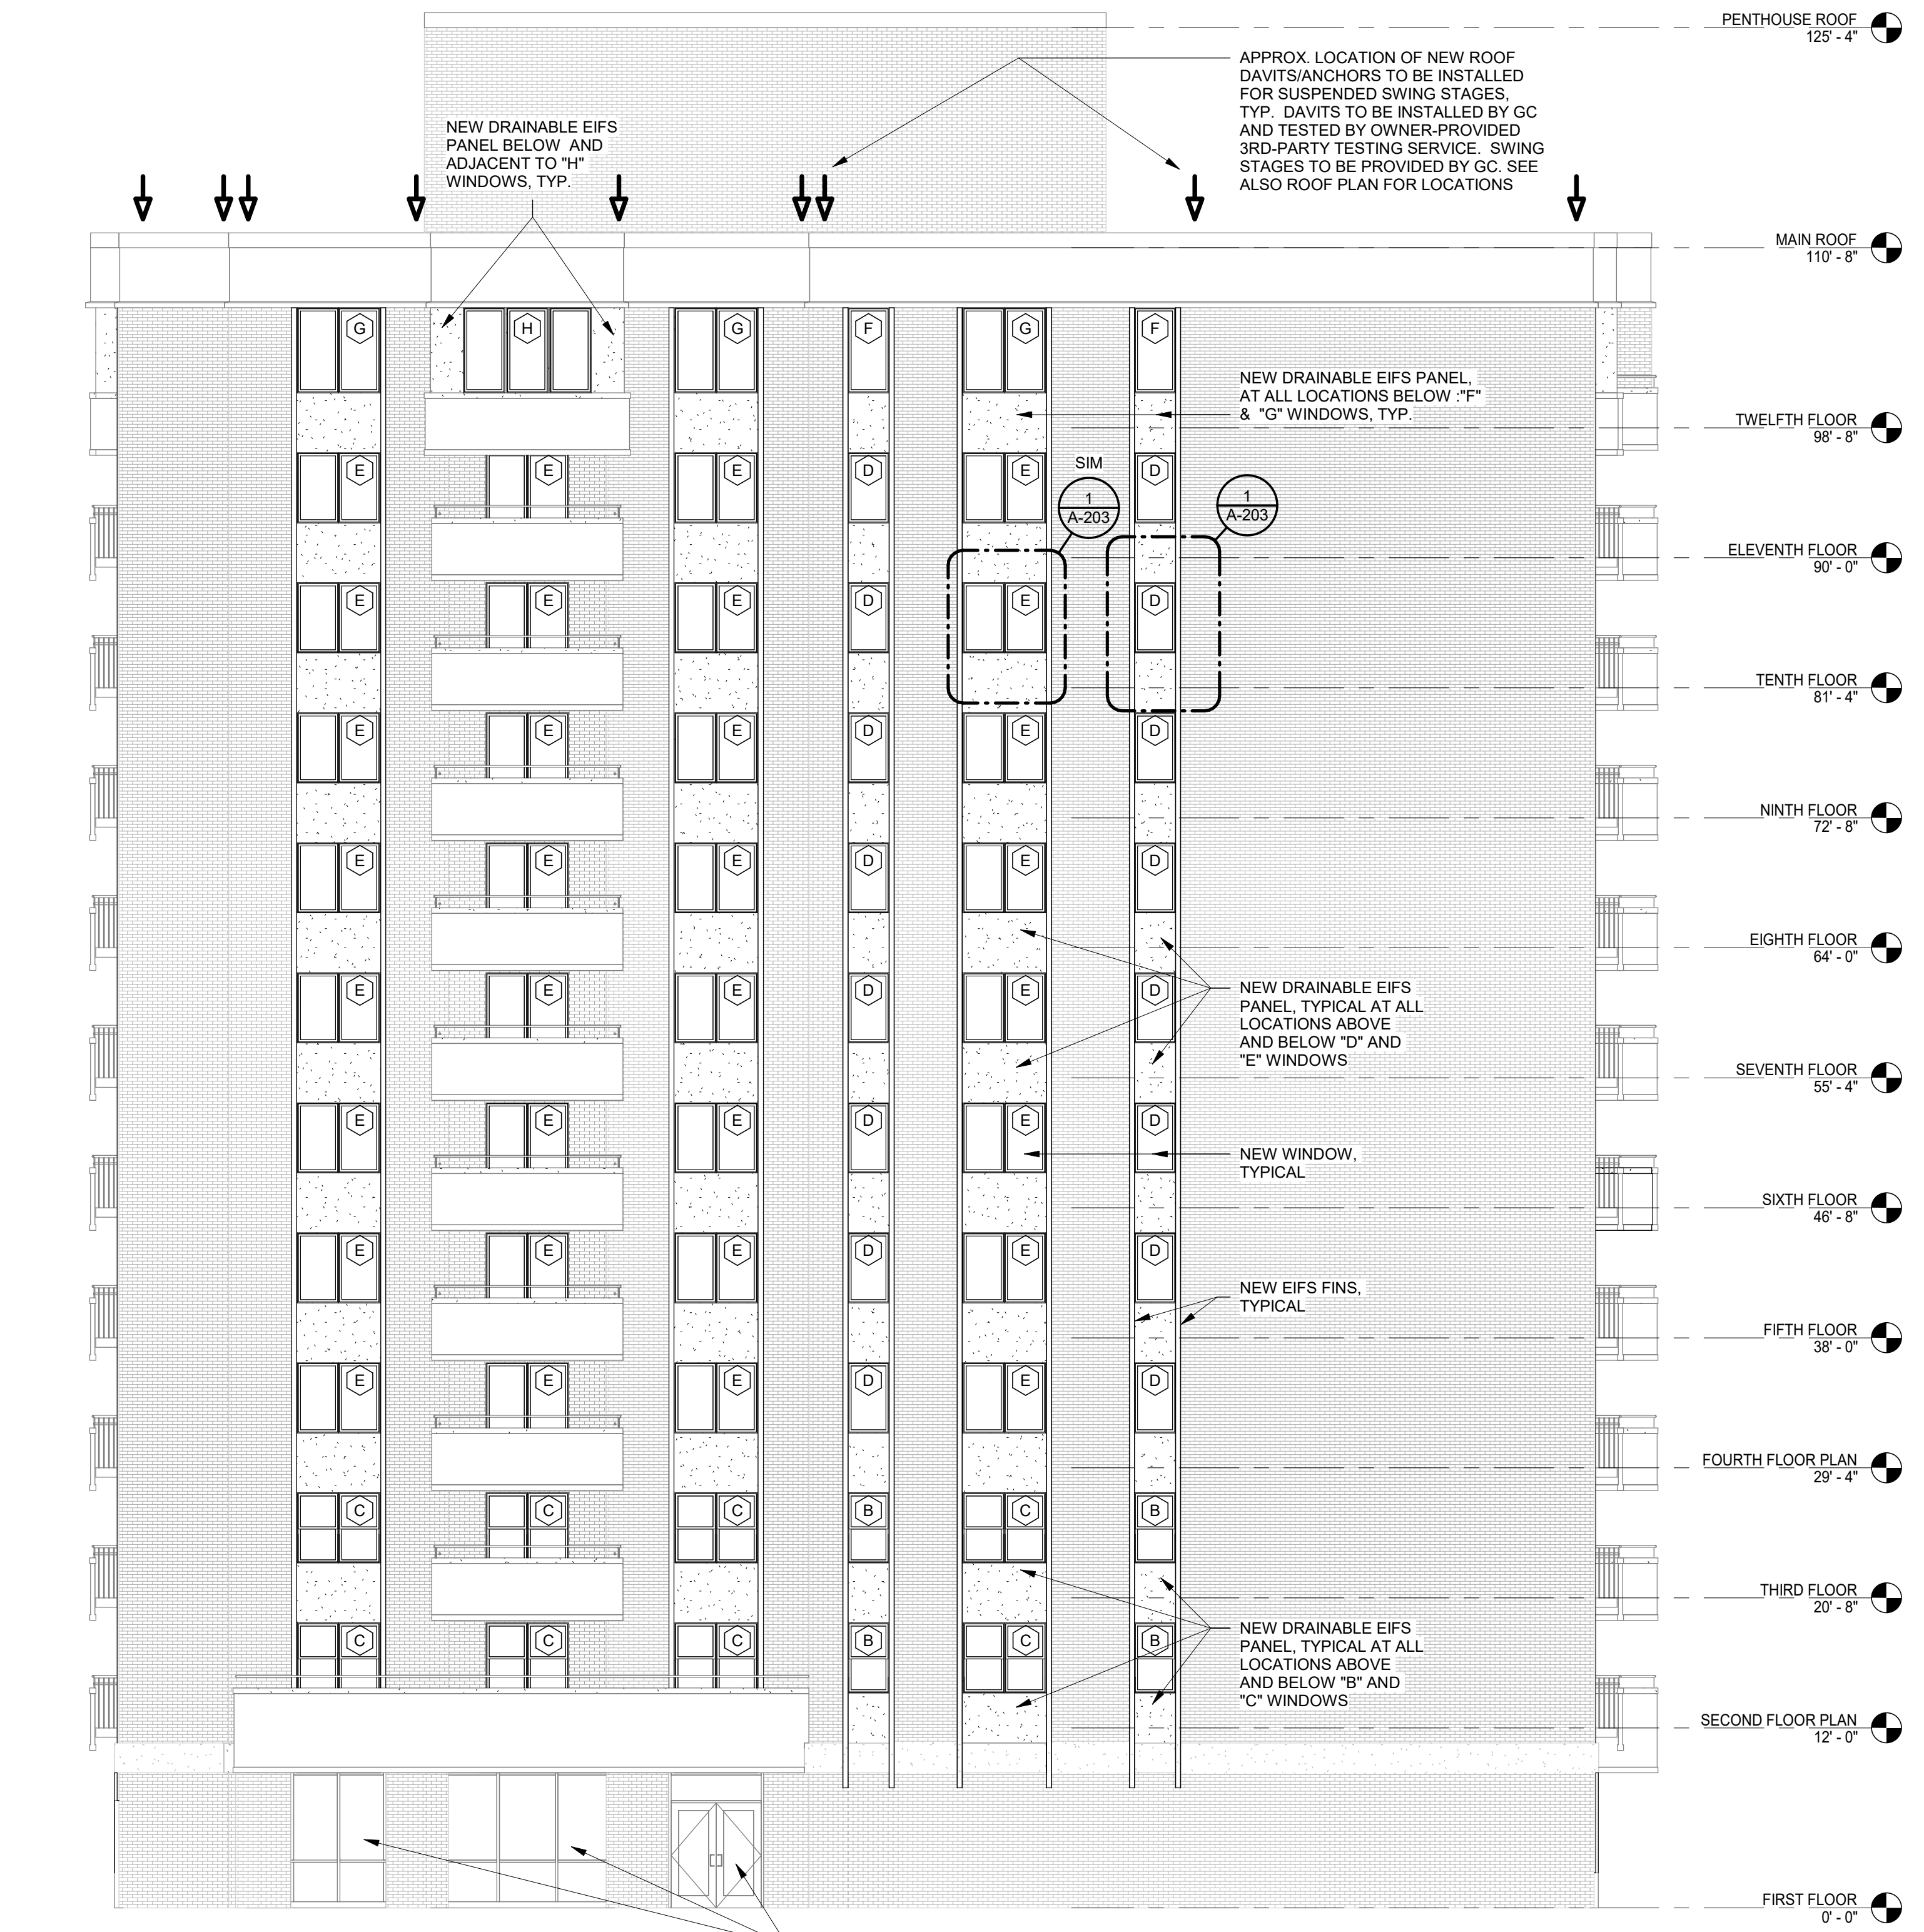 PENTHOUSE ROOF
125' - 4"
APPROX. LOCATION OF NEW ROOF
DAVITS/ANCHORS TO BE INSTALLED
FOR SUSPENDED SWING STAGES,
TYP. DAVITS TO BE INSTALLED BY GC
AND TESTED BY OWNER-PROVIDED
3RD-PARTY TESTING SERVICE. SWING
STAGES TO BE PROVIDED BY GC. SEE
ALSO ROOF PLAN FOR LOCATIONS
NEW DRAINABLE EIFS
PANEL BELOW AND
ADJACENT TO "H"
WINDOWS, TYP.
MAIN ROOF
110' - 8"
G H G F G F
NEW DRAINABLE EIFS PANEL,
AT ALL LOCATIONS BELOW :"F"
& "G" WINDOWS, TYP.
TWELFTH FLOOR
98' - 8"
E E E D E D
SIM
1
A-203
1
A-203
ELEVENTH FLOOR
90' - 0"
E E E D E D
TENTH FLOOR
81' - 4"
E E E D E D
NINTH FLOOR
72' - 8"
E E E D E D
EIGHTH FLOOR
64' - 0"
E E E D E D
NEW DRAINABLE EIFS
PANEL, TYPICAL AT ALL
LOCATIONS ABOVE
AND BELOW "D" AND
"E" WINDOWS
SEVENTH FLOOR
55' - 4"
E E E D E D
NEW WINDOW,
TYPICAL
SIXTH FLOOR
46' - 8"
E E E D E D
NEW EIFS FINS,
TYPICAL
FIFTH FLOOR
38' - 0"
E E E D E D
FOURTH FLOOR PLAN
29' - 4"
C C C B C B
THIRD FLOOR
20' - 8"
C C C B C B
NEW DRAINABLE EIFS
PANEL, TYPICAL AT ALL
LOCATIONS ABOVE
AND BELOW "B" AND
"C" WINDOWS
SECOND FLOOR PLAN
12' - 0"
FIRST FLOOR
0' - 0"